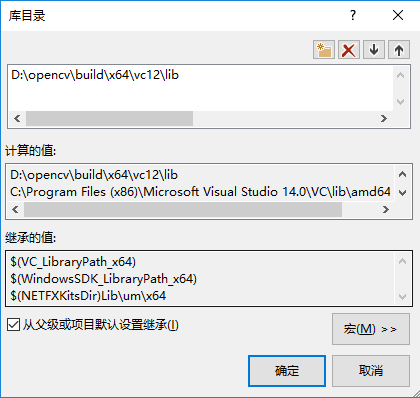 库目录
?
D:\opencv\build\x64\vc12\lib
计算的值:
D:\opencv\build\x64\vc12\lib
C:\Program Files (x86)\Microsoft Visual Studio 14.0\VC\lib\amd64
继承的值:
$(VC_LibraryPath_x64)
$(WindowsSDK_LibraryPath_x64)
$(NETFXKitsDir)Lib\um\x64
从父级或项目默认设置继承(I)
宏(M) >>
确定
取消